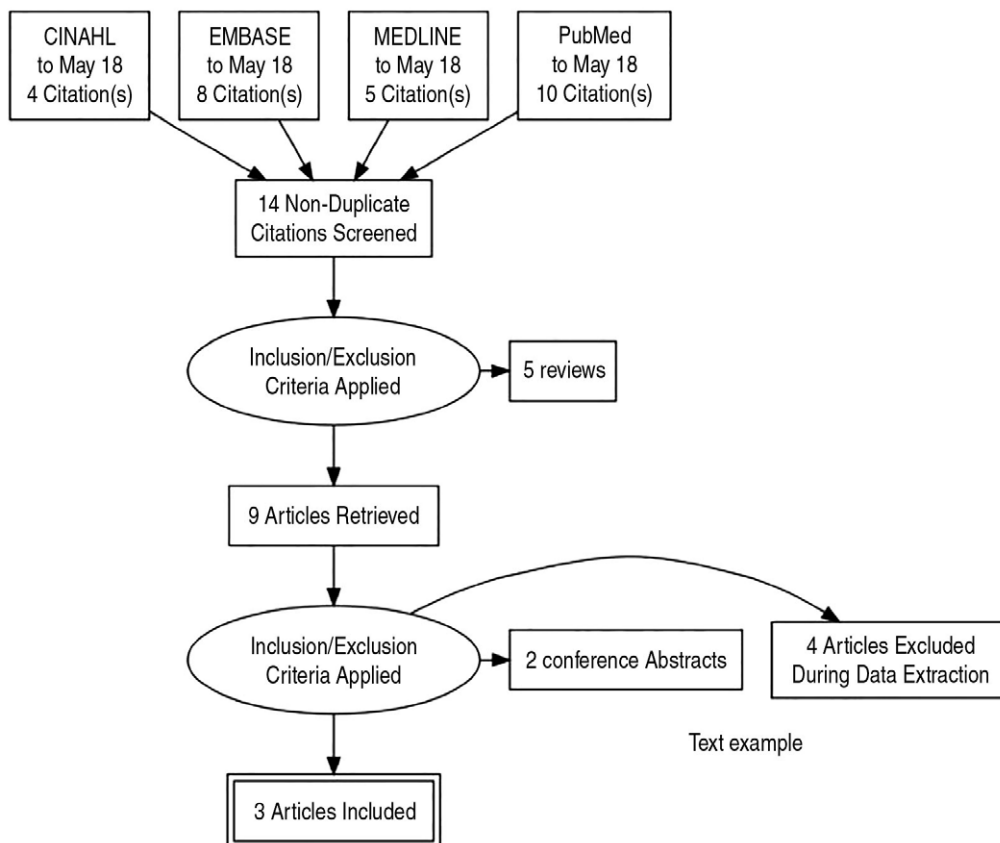 CINAHL
to May 18
4 Citation(s)
EMBASE
to May 18
8 Citation(s)
MEDLINE
to May 18
5 Citation(s)
PubMed
to May 18
10 Citation(s)
14 Non-Duplicate
Citations Screened
Inclusion/Exclusion
Criteria Applied
5 reviews
9 Articles Retrieved
Inclusion/Exclusion
Criteria Applied
2 conference Abstracts
4 Articles Excluded
During Data Extraction
Text example
3 Articles Included